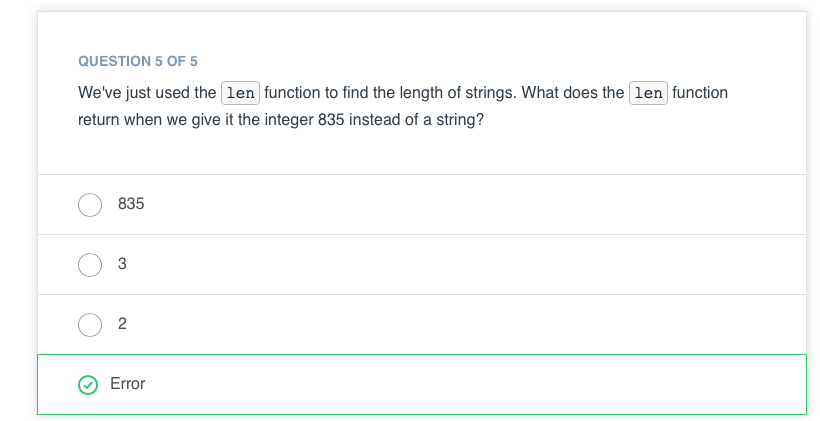 QUESTION 5 OF 5
We've just used the len function to find the length of strings. What does the len function
return when we give it the integer 835 instead of a string?
835
3
2
Error